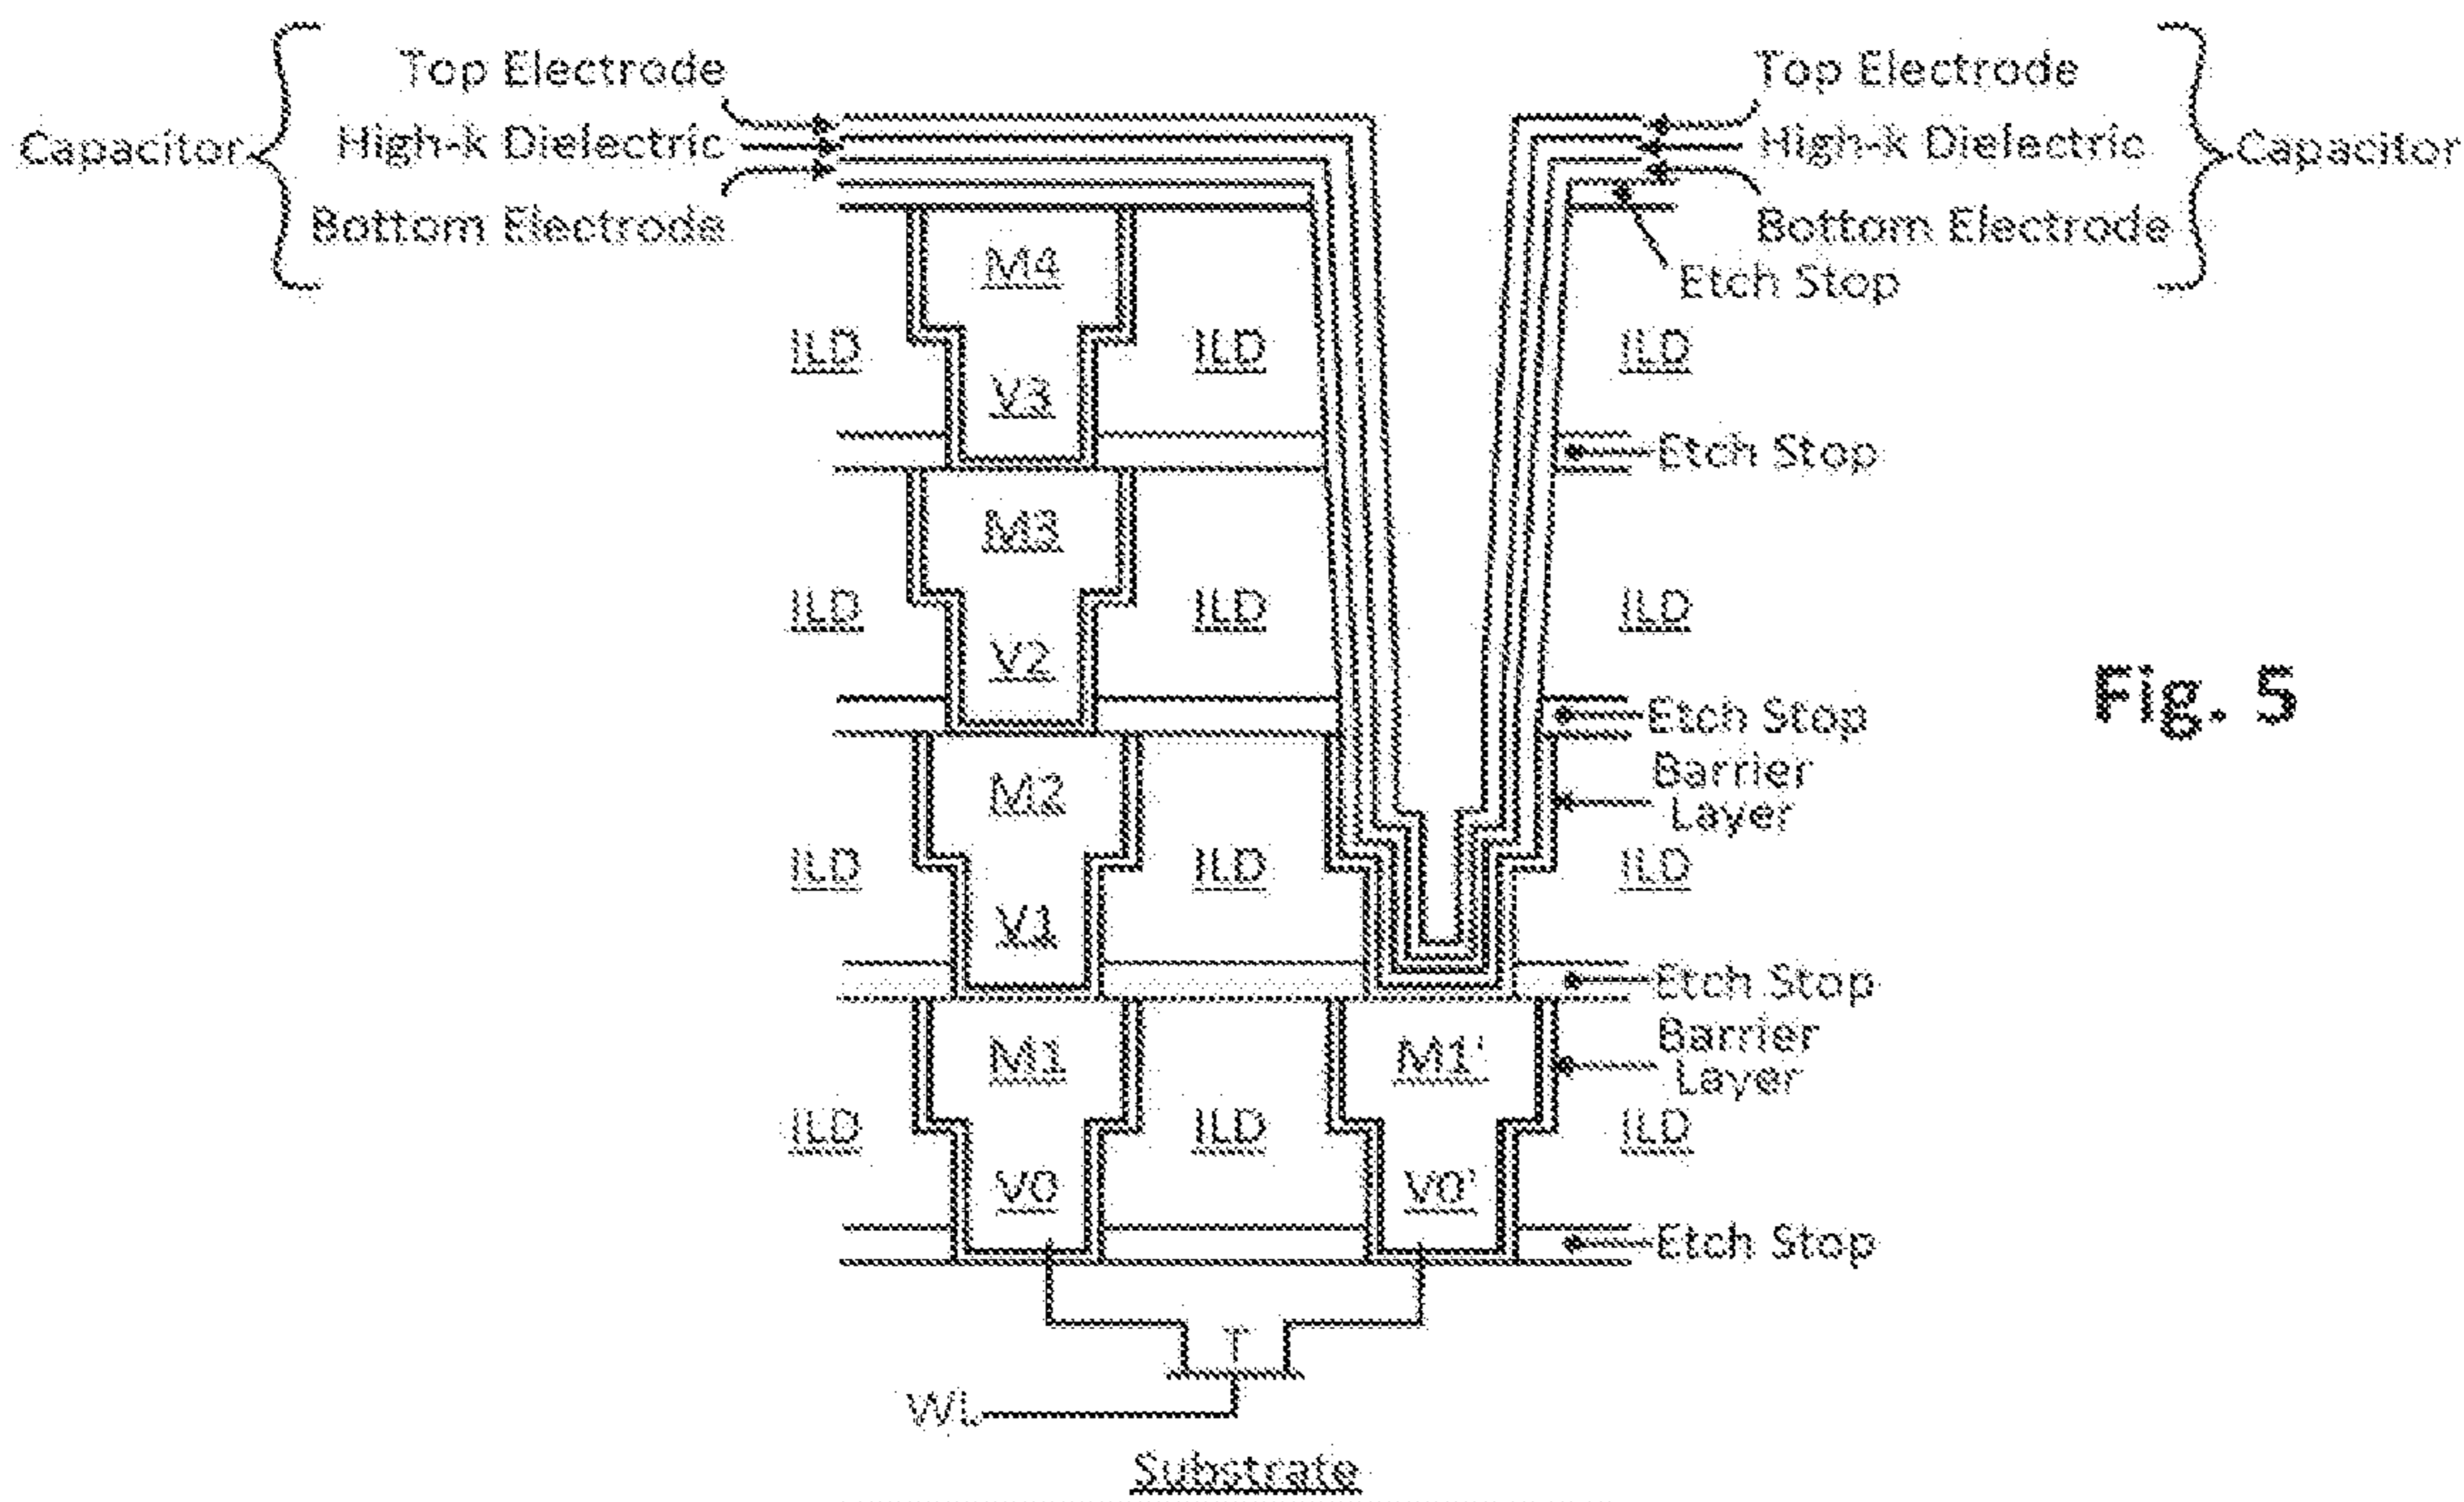 Top Electrode
High-k Dielectric
Bottom Electrode
Capacitor
Top Electrode
High-k Dielectric
Bottom Electrode
Capacitor
Etch Stop
M4
ILD
ILD
ILD
V3
Etch Stop
M3
ILD
ILD
ILD
V2
Etch Stop
Fig. 5
Barrier
Layer
M2
ILD
ILD
ILD
V1
Etch Stop
Barrier
Layer
M1
M1'
ILD
ILD
ILD
V0
V0'
Etch Stop
T
WL
Substrate